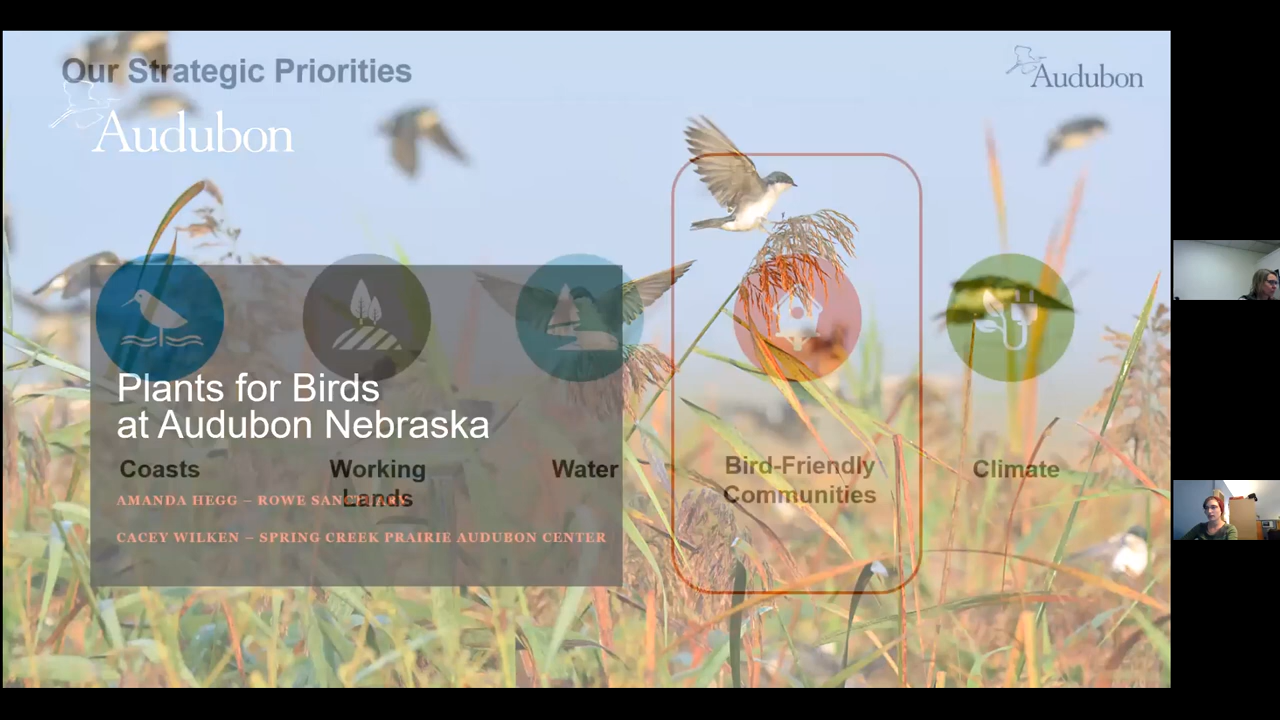 Our Strategic Priorities
Audubon
Audubon
Plants for Birds
at Audubon Nebraska
Coasts
Working
Lands
Water
Bird-Friendly
Communities
Climate
AMANDA HEGG – ROWE SANCTUARY
CACEY WILKEN – SPRING CREEK PRAIRIE AUDUBON CENTER